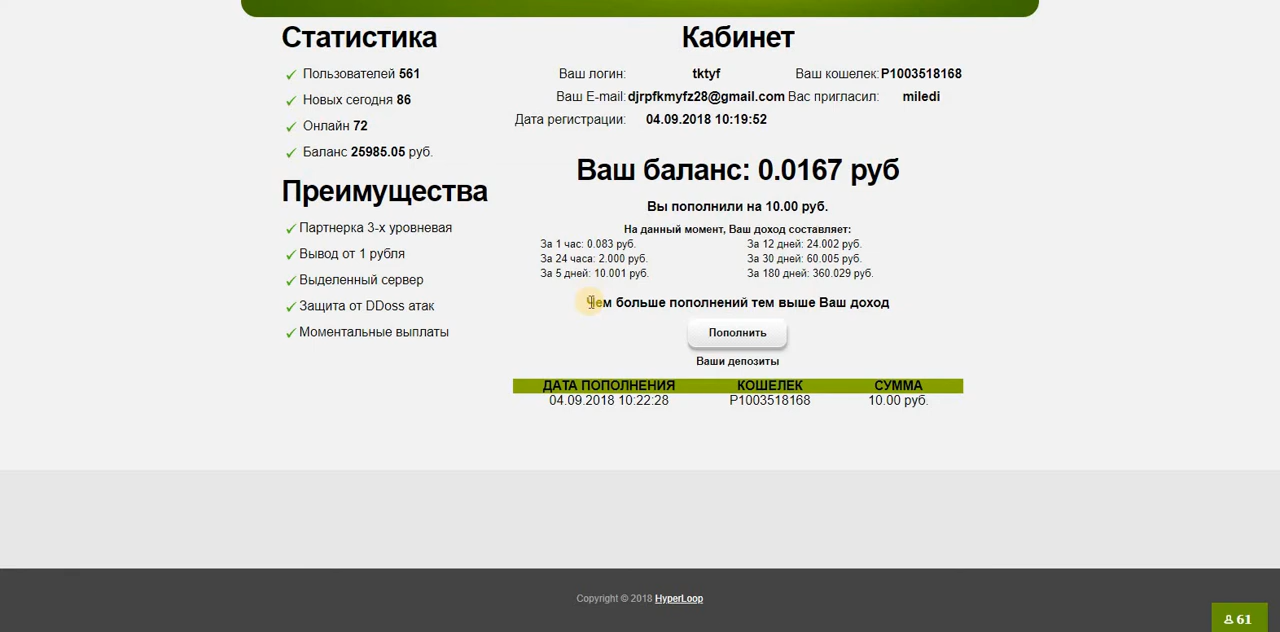 Статистика
Пользователей 561
Новых сегодня 86
Онлайн 72
Баланс 25985.05 руб.
Преимущества
Партнерка 3-х уровневая
Вывод от 1 рубля
Выделенный сервер
Защита от DDoss атак
Моментальные выплаты
Кабинет
Ваш логин: tktyf Ваш кошелек: P1003518168
Ваш E-mail: djrpfkmyfz28@gmail.com Вас пригласил: miledi
Дата регистрации: 04.09.2018 10:19:52
Ваш баланс: 0.0167 руб
Вы пополнили на 10.00 руб.
На данный момент, Ваш доход составляет:
За 1 час: 0.083 руб. За 12 дней: 24.002 руб.
За 24 часа: 2.000 руб. За 30 дней: 60.005 руб.
За 5 дней: 10.001 руб. За 180 дней: 360.029 руб.
Чем больше пополнений тем выше Ваш доход
Пополнить
Ваши депозиты
ДАТА ПОПОЛНЕНИЯ КОШЕЛЕК СУММА
04.09.2018 10:22:28 P1003518168 10.00 руб.
Copyright © 2018 HyperLoop
61